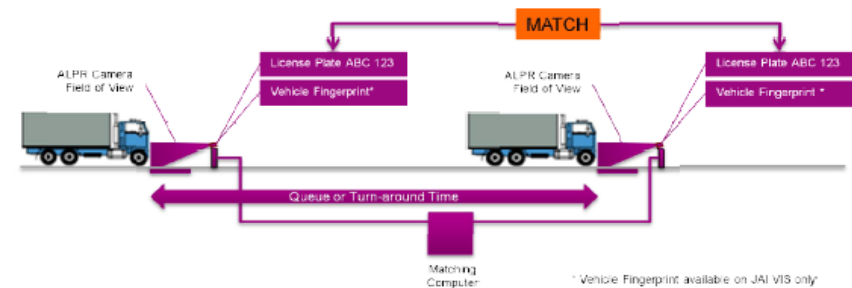 MATCH
License Plate ABC 123
Vehicle Fingerprint*
ALPR Camera
Field of View
License Plate ABC 123
Vehicle Fingerprint *
ALPR Camera
Field of View
Queue or Turn-around Time
Matching
Computer
* Vehicle Fingerprint available on JAI VIS only*